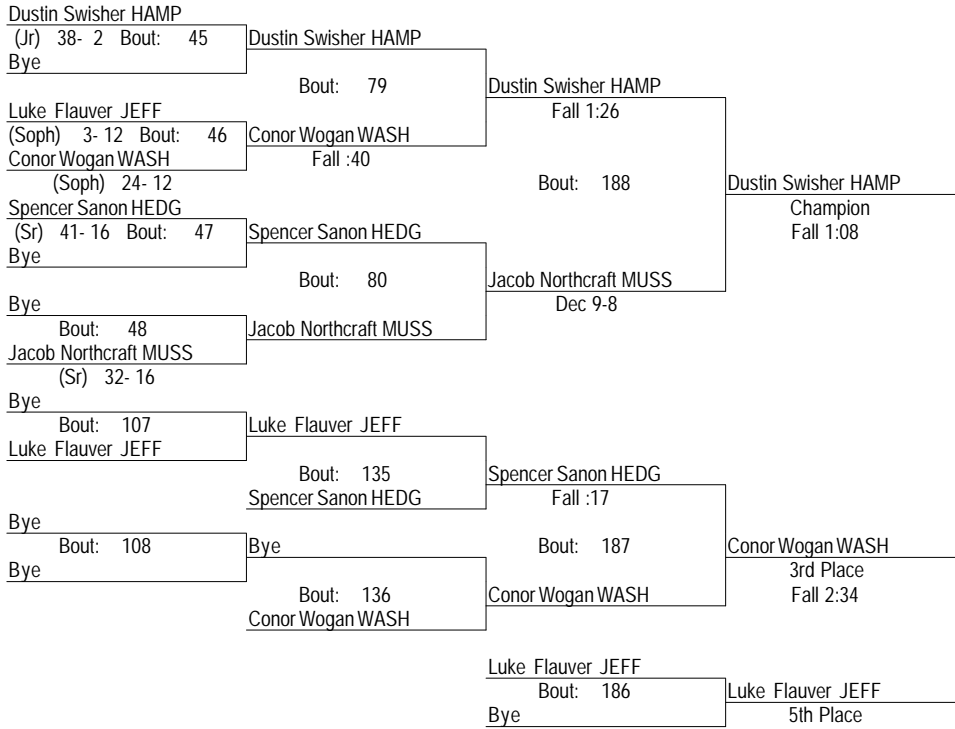 Dustin Swisher HAMP
(Jr) 38- 2 Bout: 45
Dustin Swisher HAMP
Bye
Bout: 79
Dustin Swisher HAMP
Luke Flauver JEFF
Fall 1:26
(Soph) 3- 12 Bout: 46
Conor Wogan WASH
Conor Wogan WASH
Fall :40
(Soph) 24- 12
Bout: 188
Dustin Swisher HAMP
Spencer Sanon HEDG
Champion
(Sr) 41- 16 Bout: 47
Spencer Sanon HEDG
Fall 1:08
Bye
Bout: 80
Jacob Northcraft MUSS
Bye
Dec 9-8
Bout: 48
Jacob Northcraft MUSS
Jacob Northcraft MUSS
(Sr) 32- 16
Bye
Bout: 107
Luke Flauver JEFF
Luke Flauver JEFF
Bout: 135
Spencer Sanon HEDG
Spencer Sanon HEDG
Fall :17
Bye
Bout: 108
Bye
Bout: 187
Conor Wogan WASH
Bye
3rd Place
Bout: 136
Conor Wogan WASH
Fall 2:34
Conor Wogan WASH
Luke Flauver JEFF
Bout: 186
Luke Flauver JEFF
Bye
5th Place